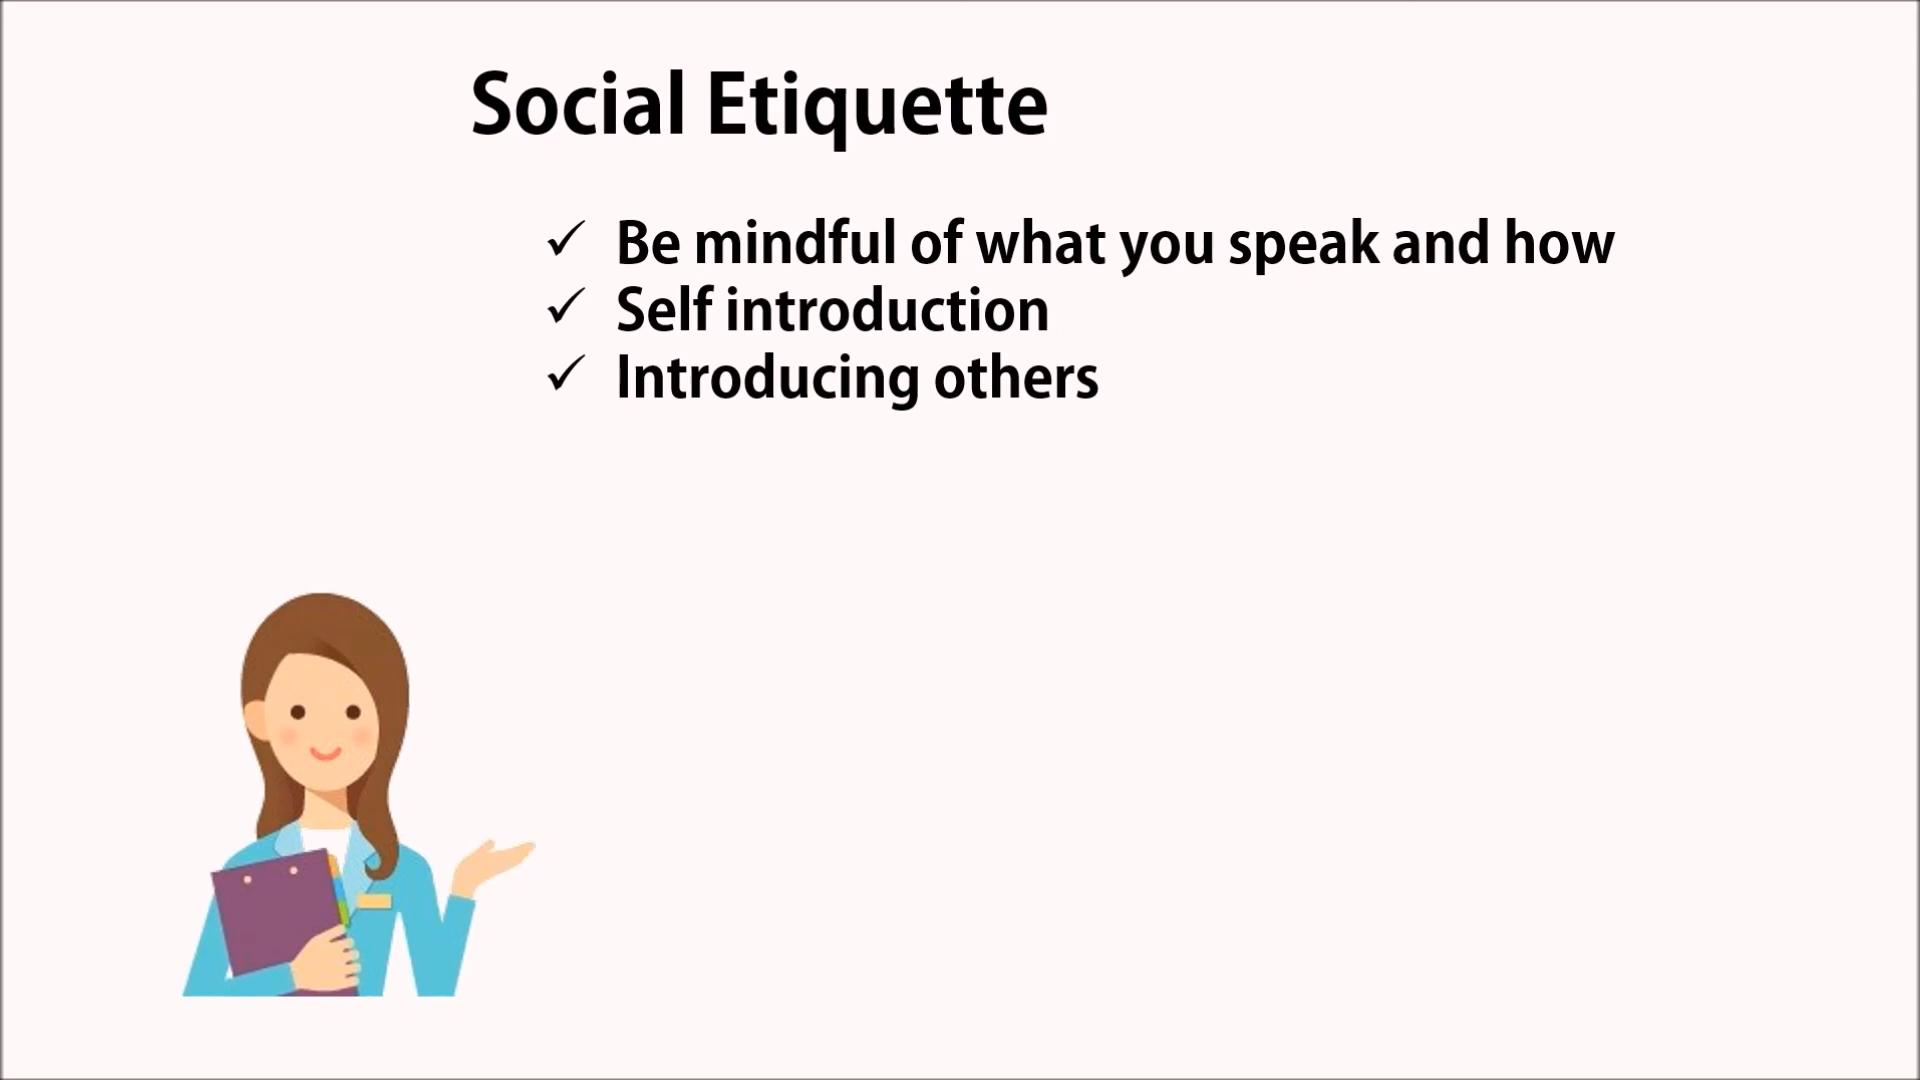 Social Etiquette
✓ Be mindful of what you speak and how
✓ Self introduction
✓ Introducing others